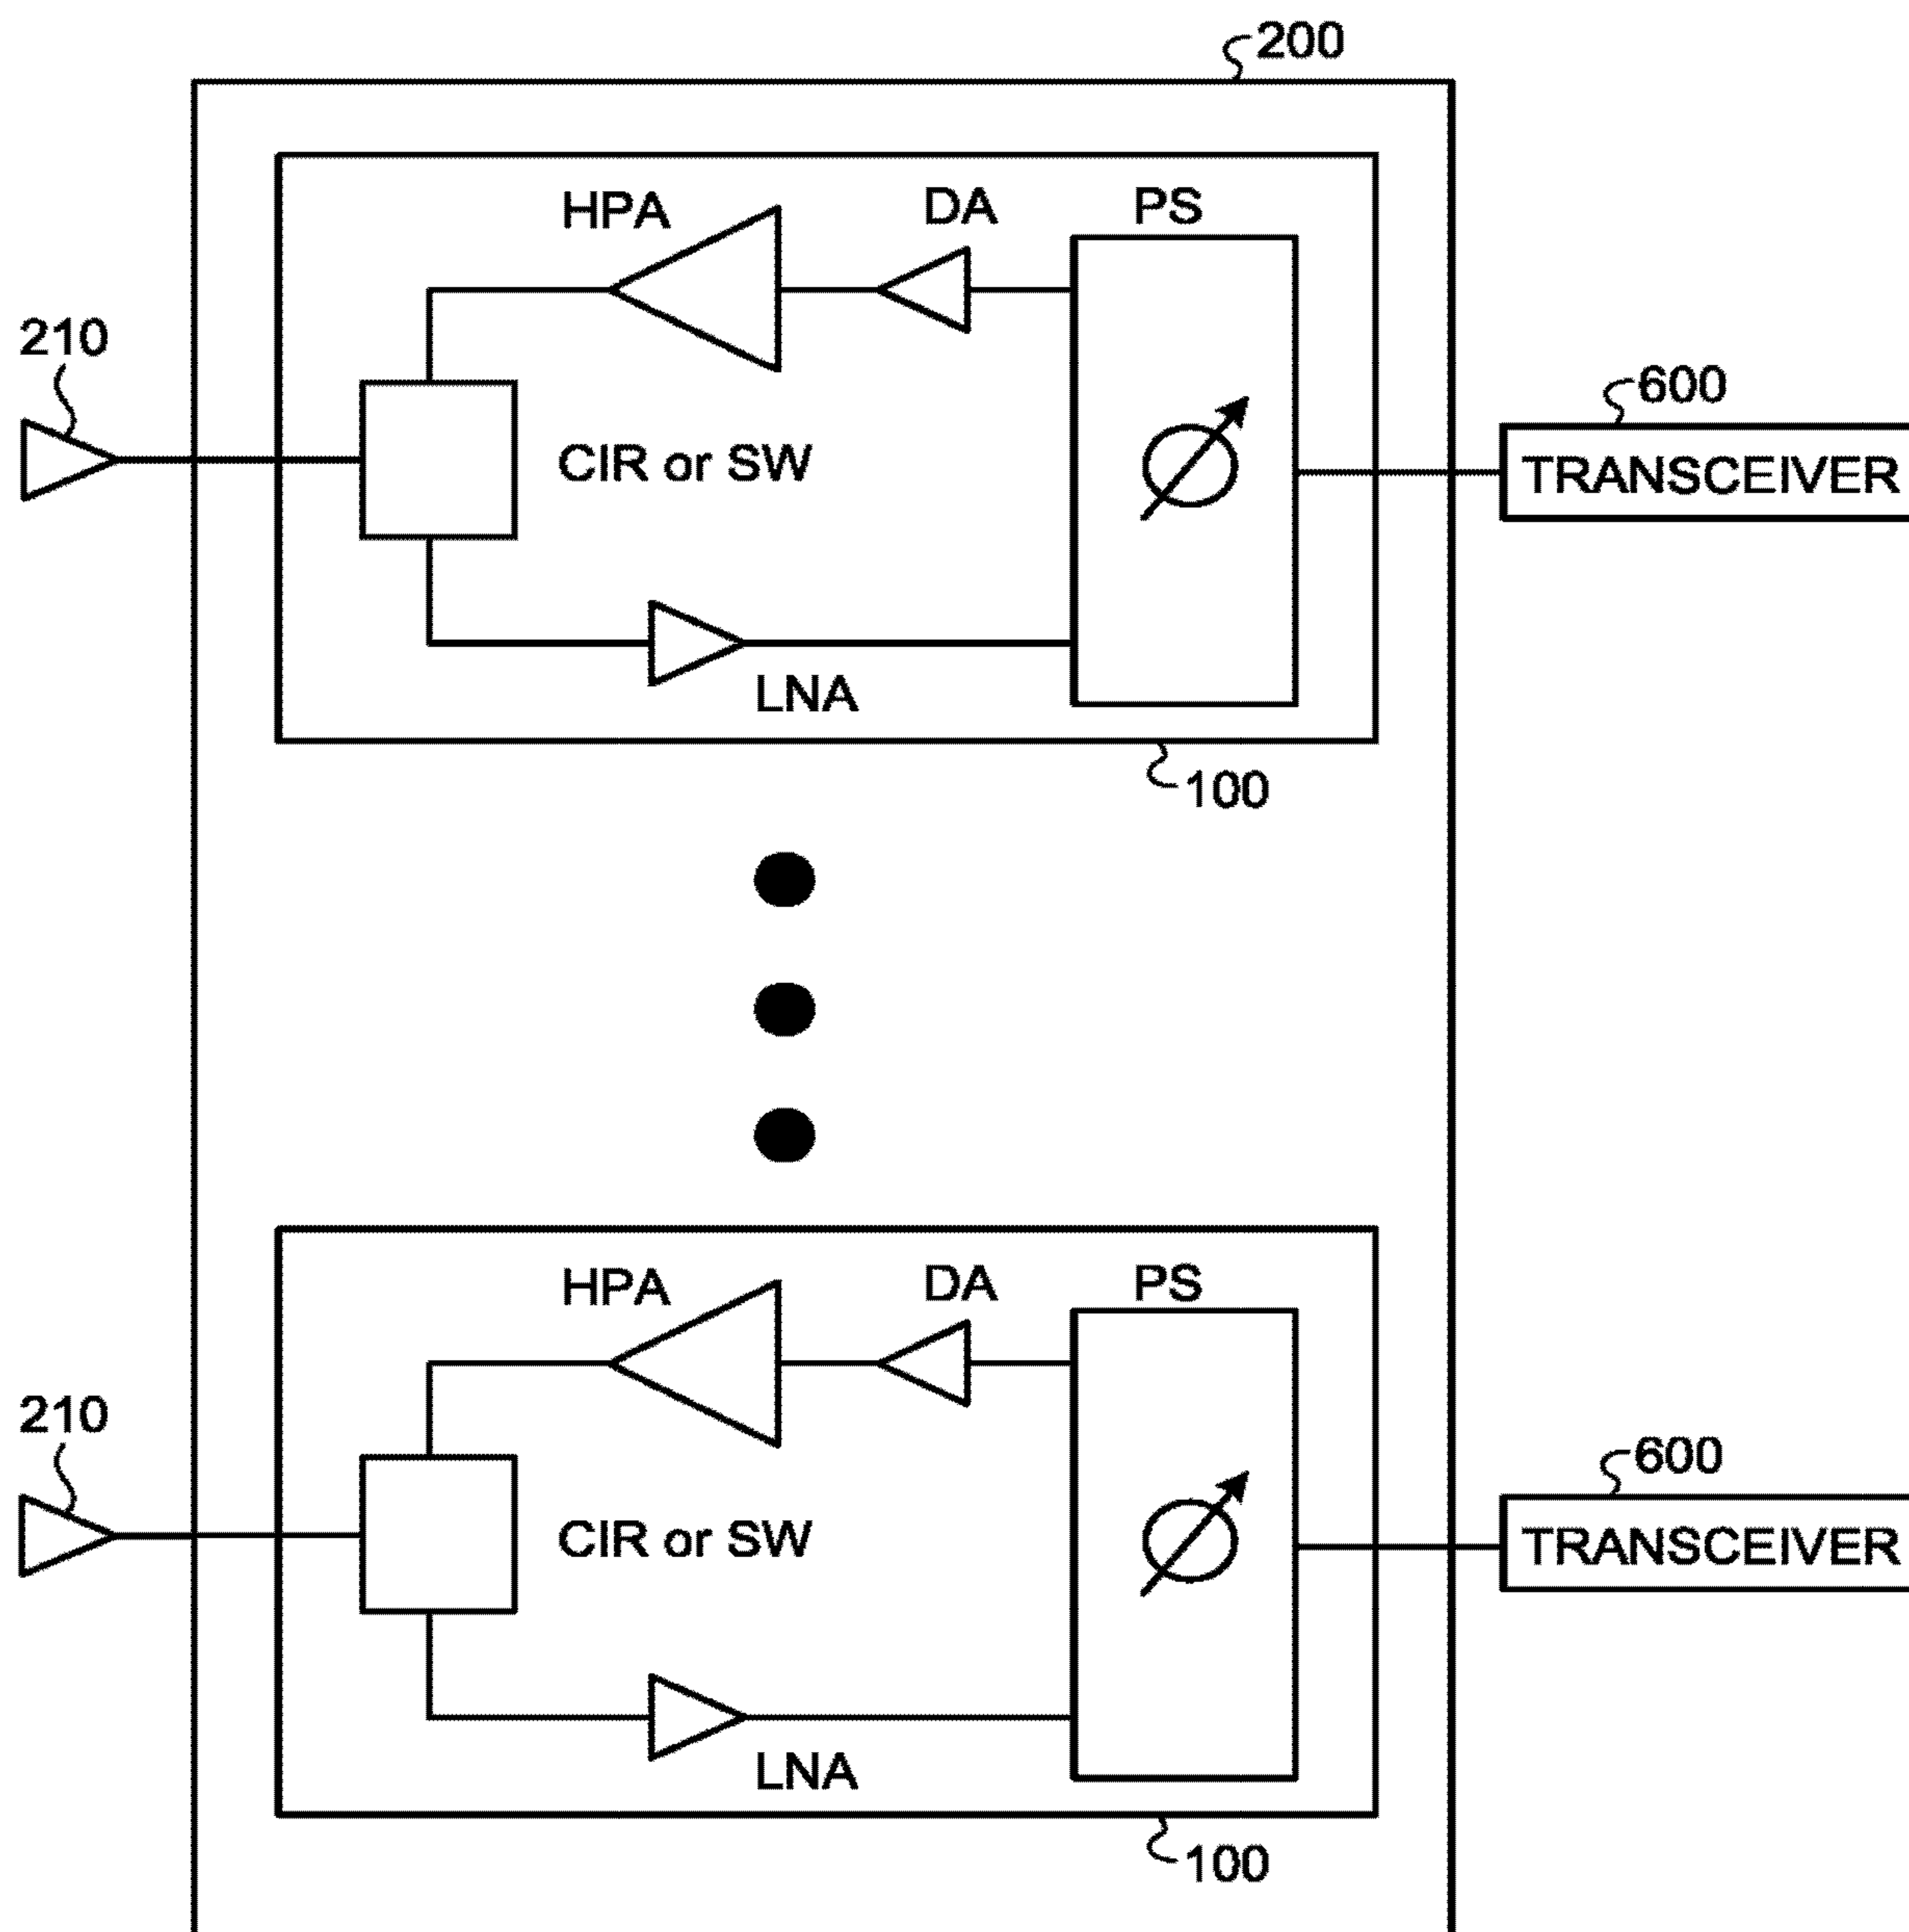 200
HPA
DA
PS
210
600
CIR or SW
TRANSCEIVER
LNA
100
HPA
DA
PS
210
600
CIR or SW
TRANSCEIVER
LNA
100